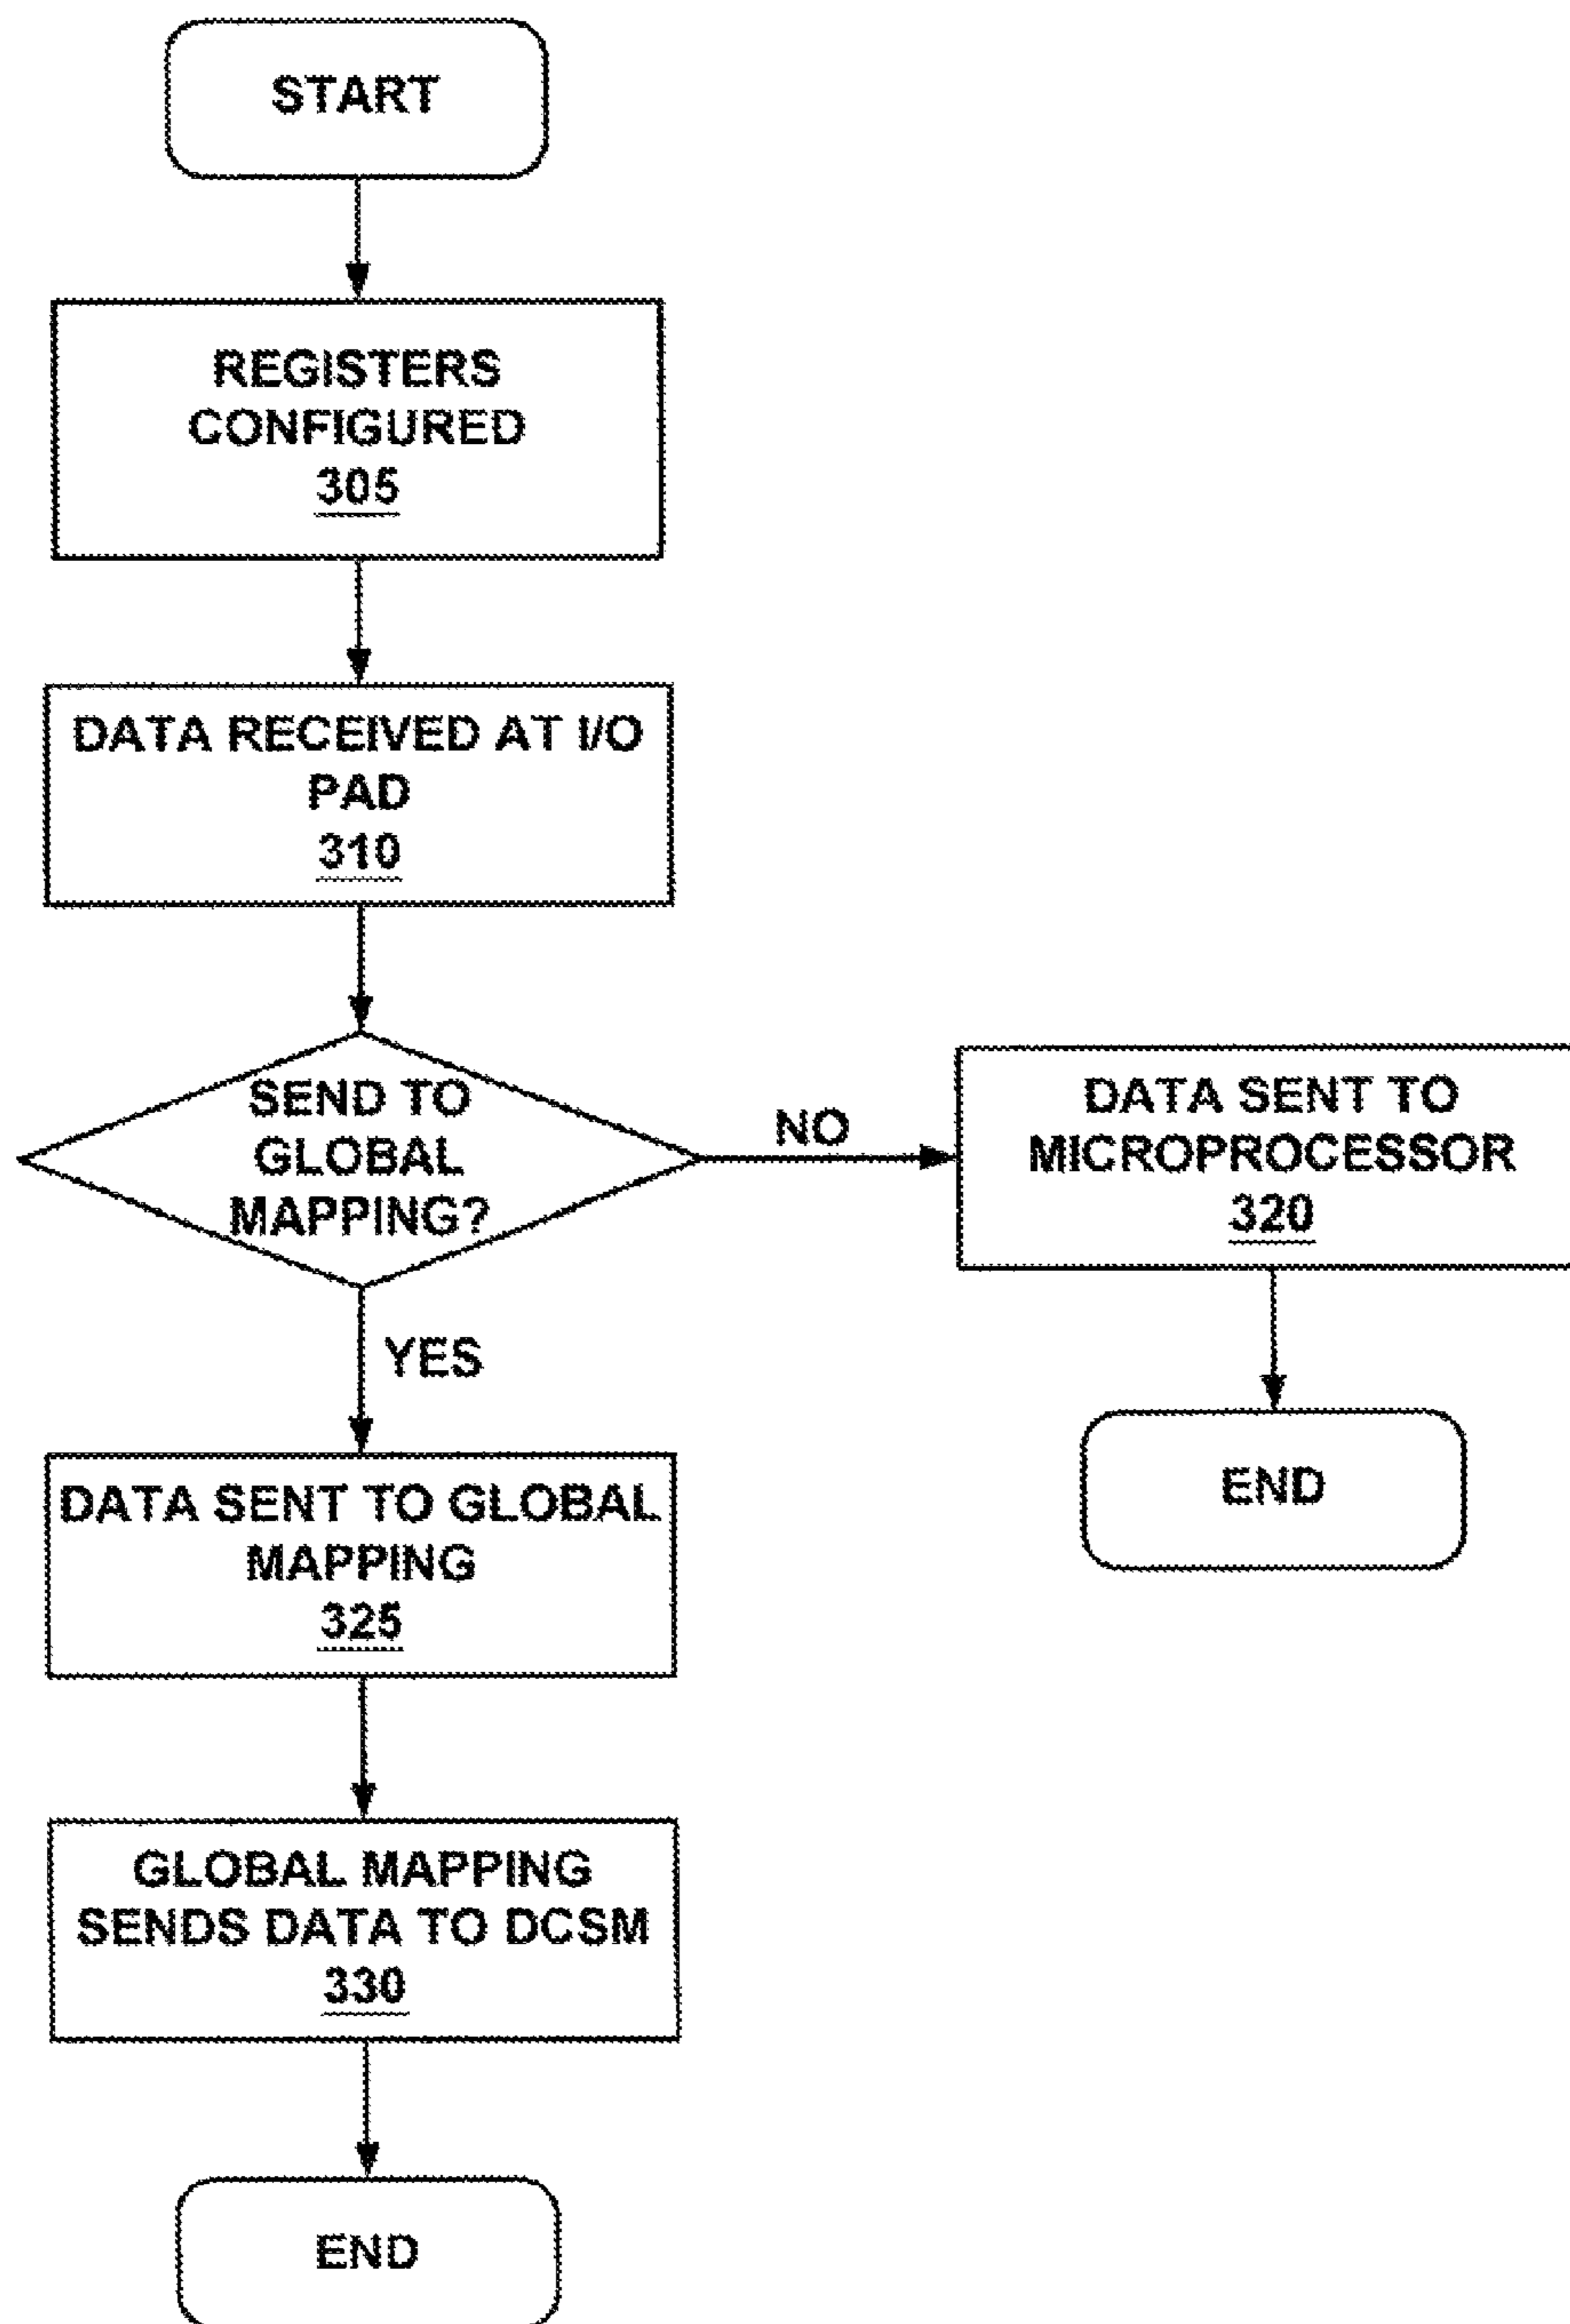 START
REGISTERS
CONFIGURED
305
DATA RECEIVED AT I/O
PAD
310
SEND TO
GLOBAL
MAPPING?
NO
DATA SENT TO
MICROPROCESSOR
320
END
YES
DATA SENT TO GLOBAL
MAPPING
325
GLOBAL MAPPING
SENDS DATA TO DCSM
330
END